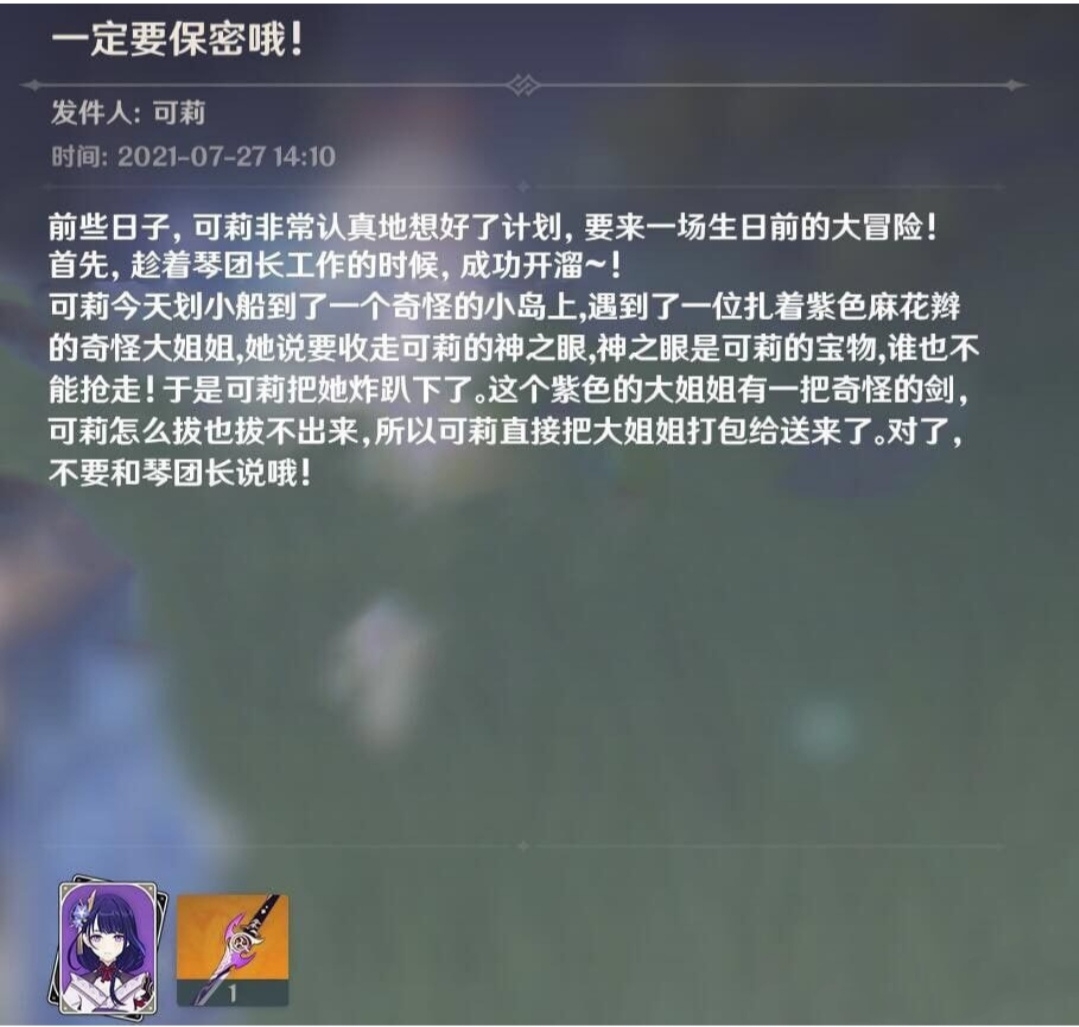 一定要保密哦!
发件人: 可莉
时间: 2021-07-27 14:10
前些日子, 可莉非常认真地想好了计划, 要来一场生日前的大冒险!
首先, 趁着琴团长工作的时候, 成功开溜~!
可莉今天划小船到了一个奇怪的小岛上,遇到了一位扎着紫色麻花辫
的奇怪大姐姐,她说要收走可莉的神之眼,神之眼是可莉的宝物,谁也不
能抢走!于是可莉把她炸趴下了。这个紫色的大姐姐有一把奇怪的剑,
可莉怎么拔也拔不出来,所以可莉直接把大姐姐打包给送来了。对了,
不要和琴团长说哦!
1